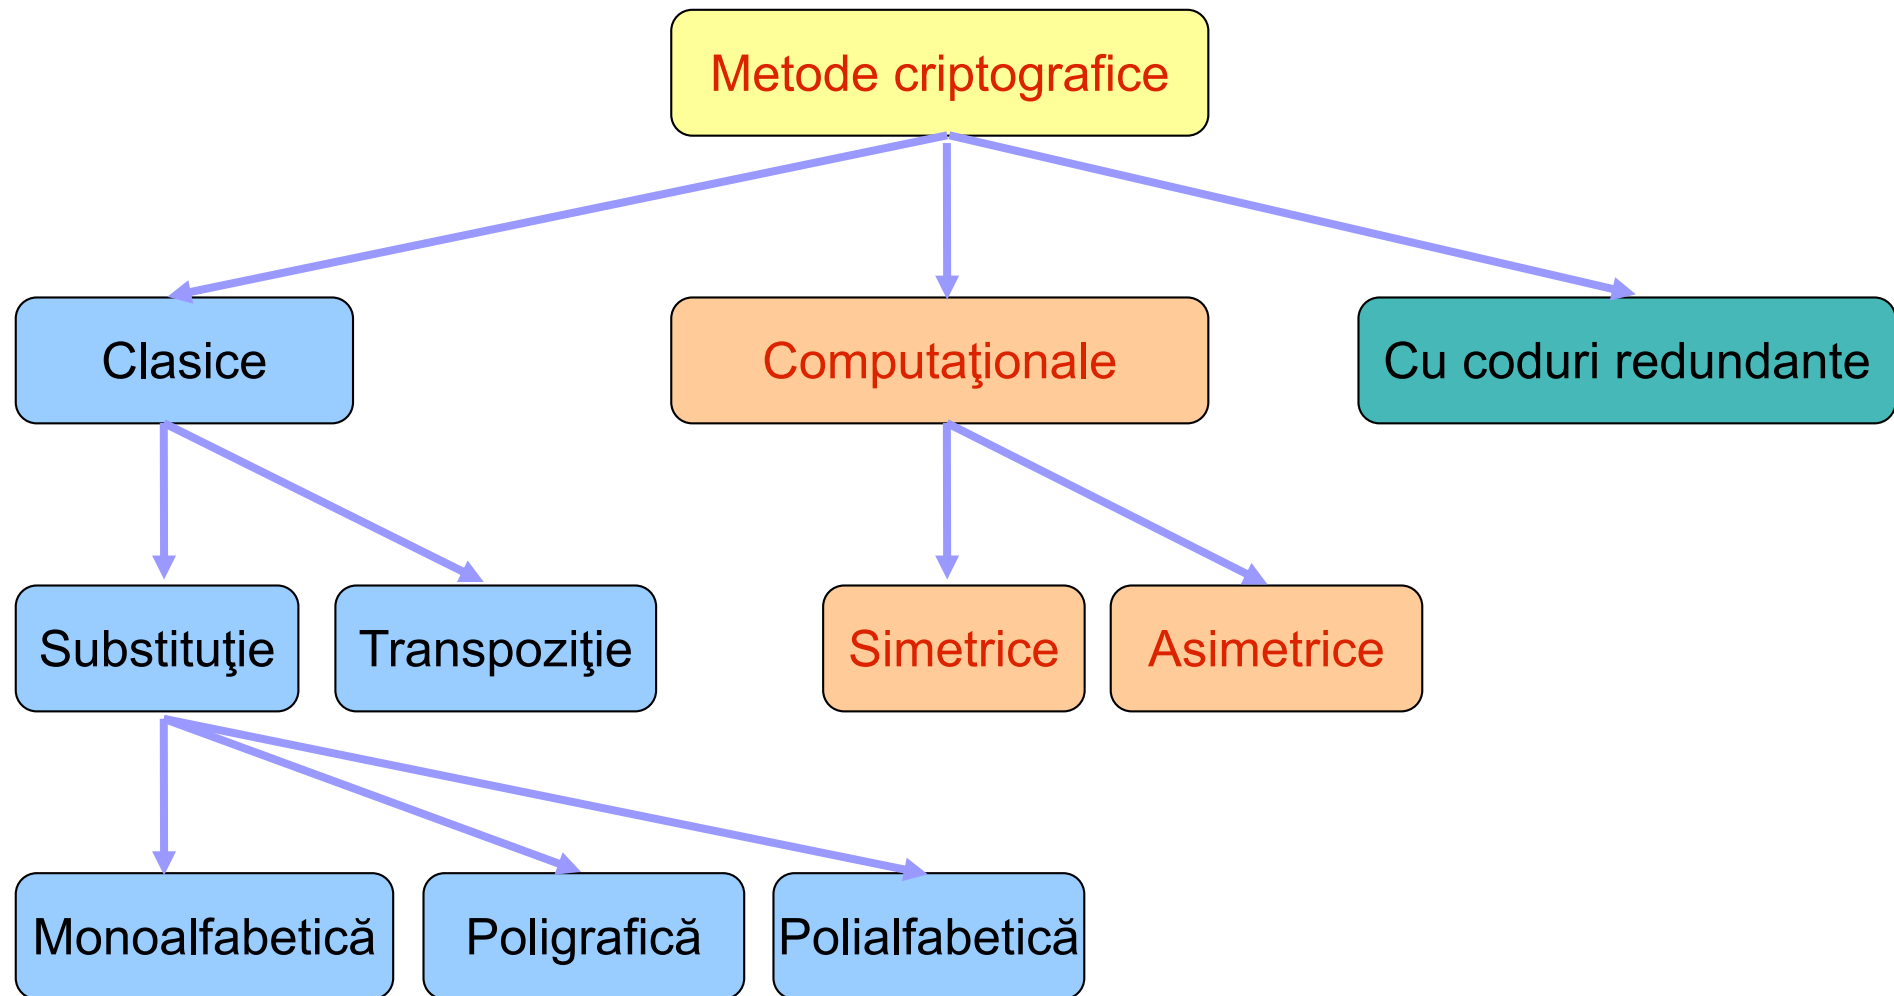 Metode criptografice
Clasice
Computaţionale
Cu coduri redundante
Substituţie
Transpoziţie
Simetrice
Asimetrice
Monoalfabetică
Poligrafică
Polialfabetică